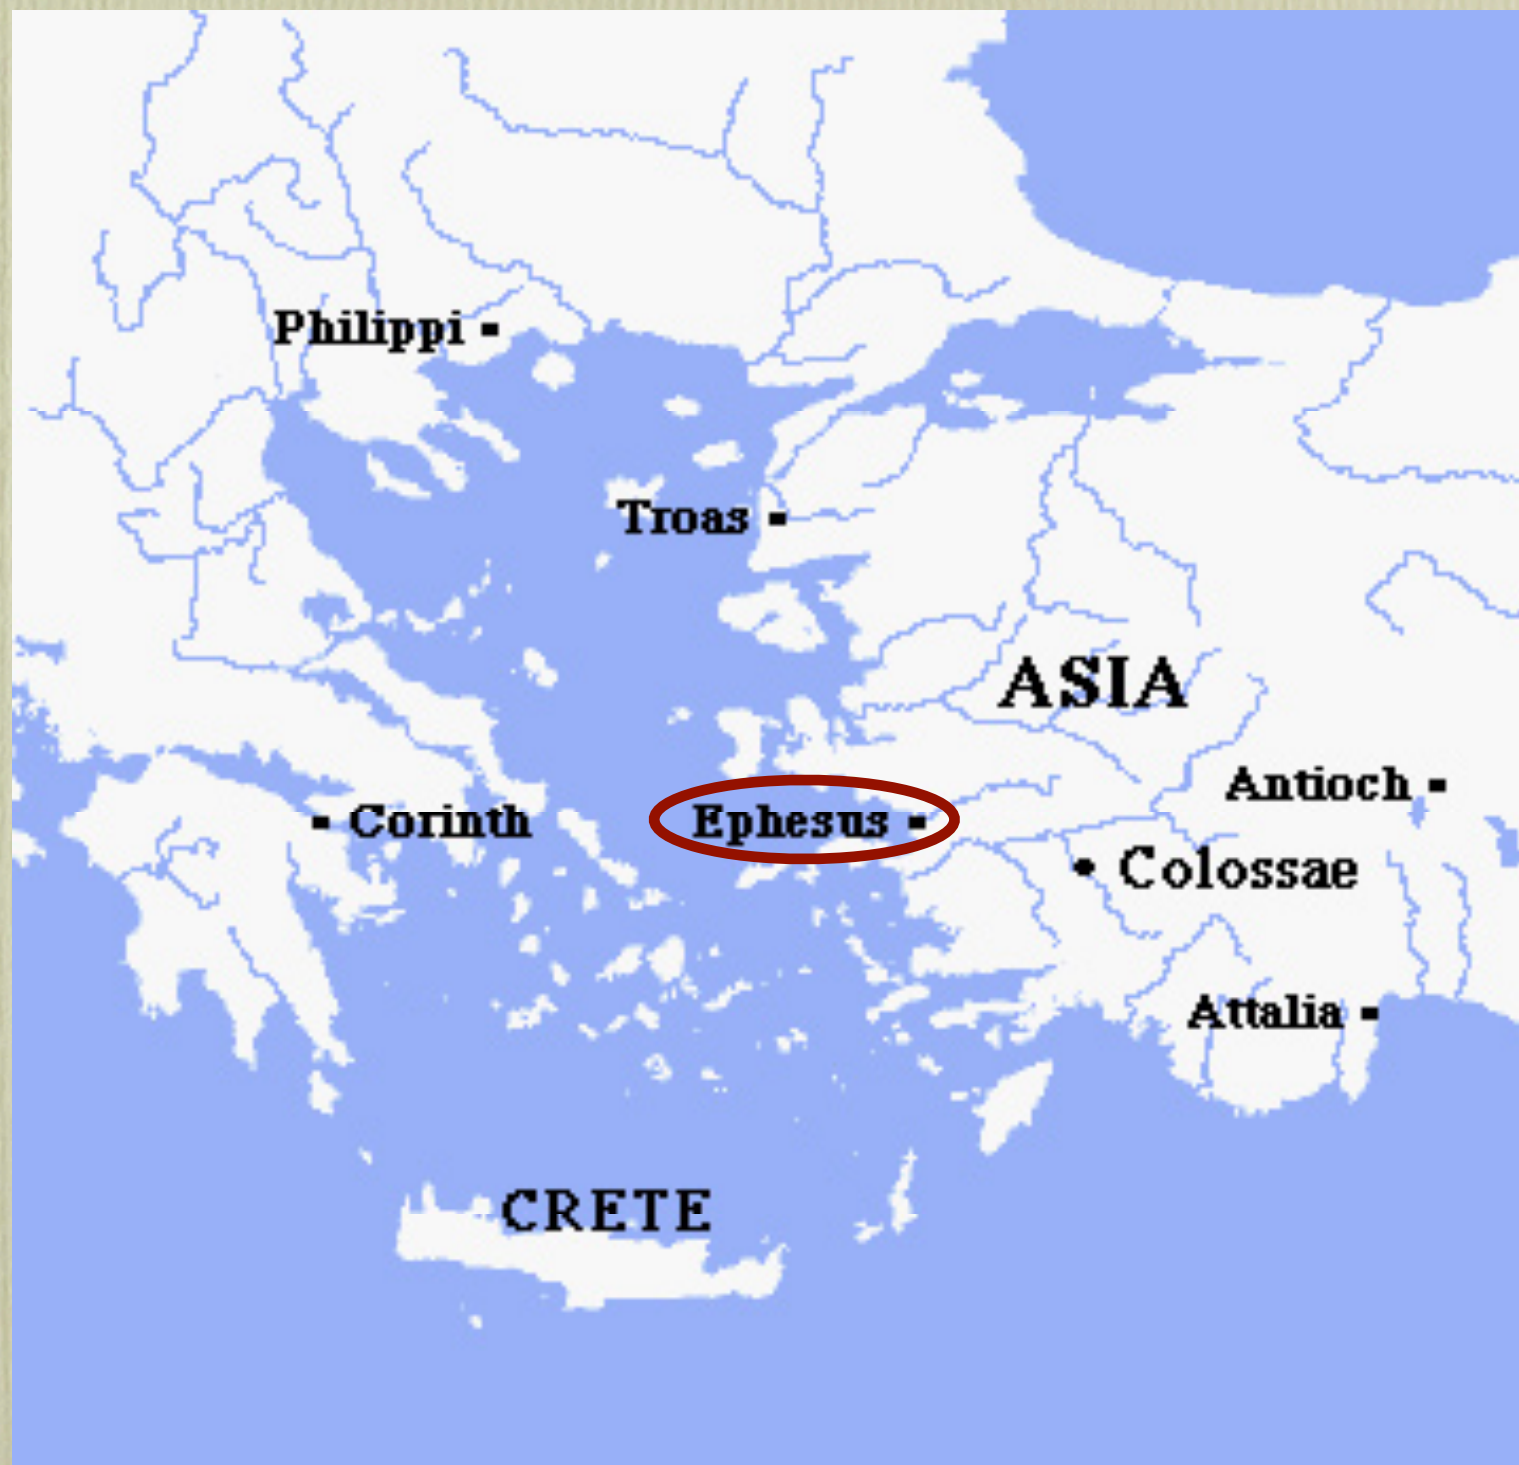 Philippi
Troas
ASIA
Antioch
Corinth
Ephesus
Colossae
Attalia
CRETE